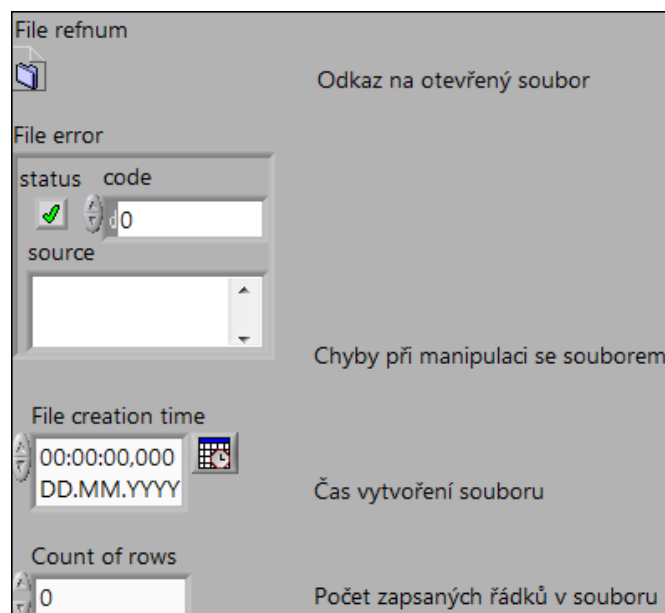 File refnum
Odkaz na otevřený soubor
File error
status code
d 0
source
Chyby při manipulaci se souborem
File creation time
00:00:00,000
DD.MM.YYYY
Čas vytvoření souboru
Count of rows
0
Počet zapsaných řádků v souboru